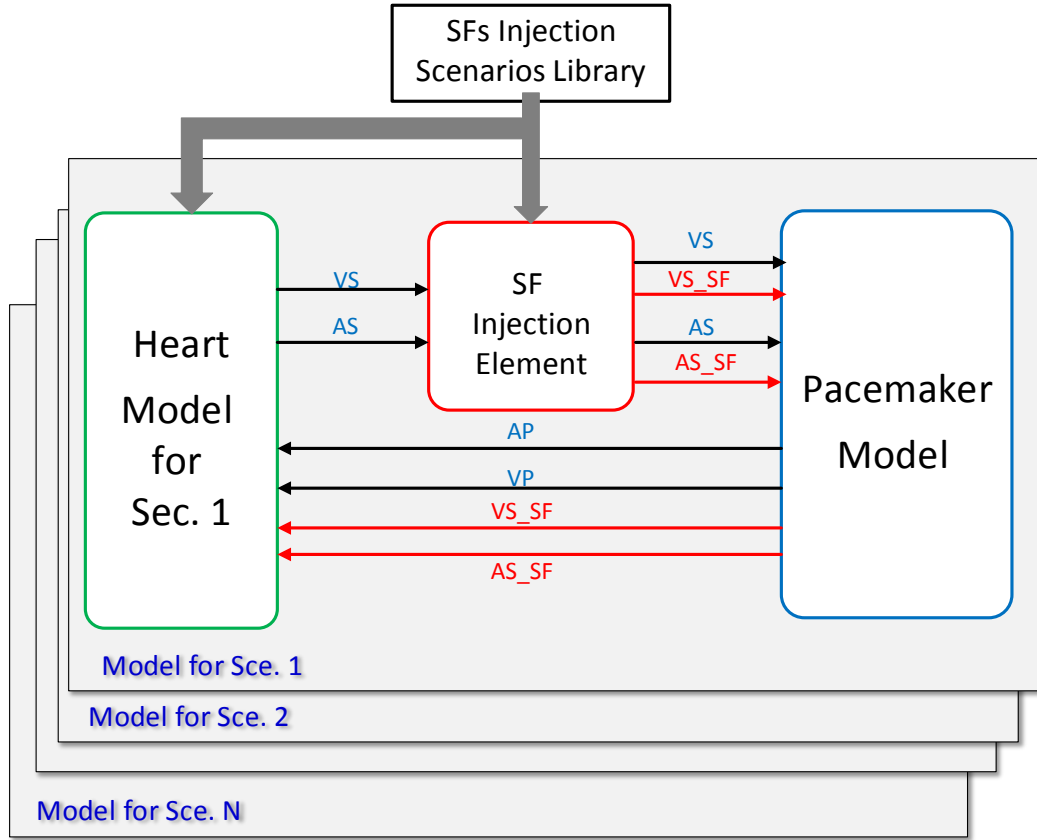 SFs Injection
Scenarios Library
VS
AS
Heart
Model
for
Sec. 1
SF
Injection
Element
VS
VS_SF
AS
AS_SF
Pacemaker
Model
AP
VP
VS_SF
AS_SF
Model for Sce. 1
Model for Sce. 2
Model for Sce. N